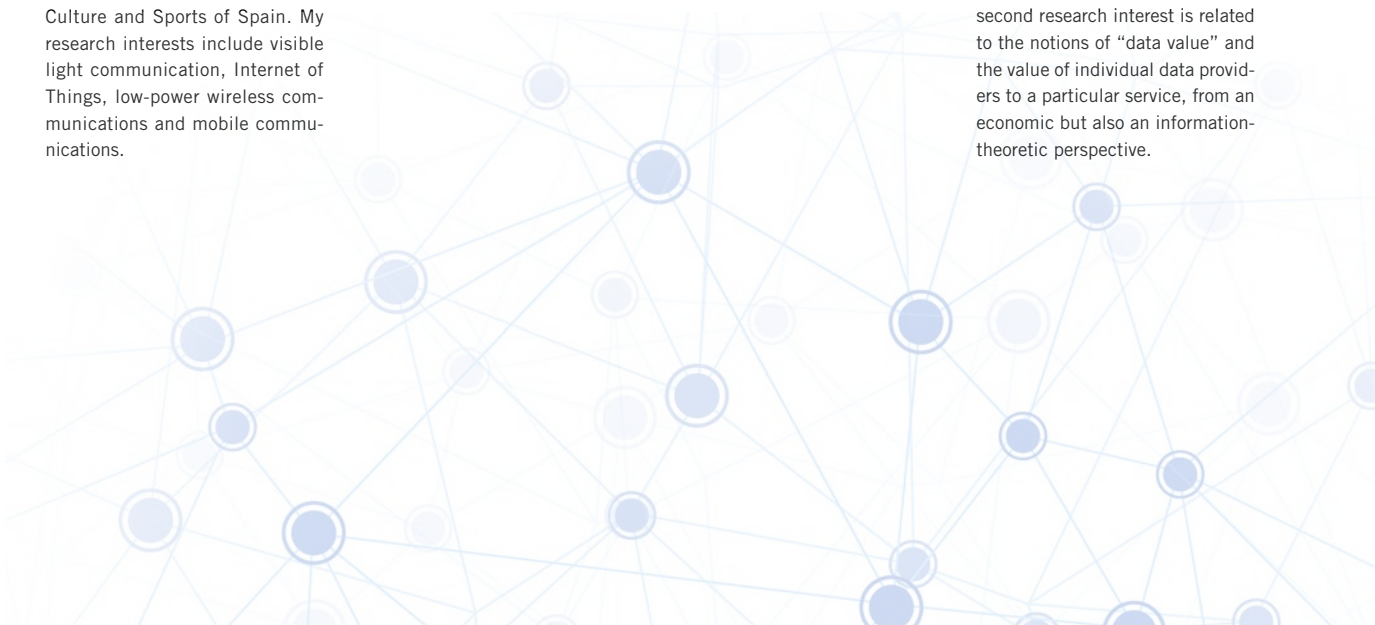 Culture and Sports of Spain. My
research interests include visible
light communication, Internet of
Things, low-power wireless com-
munications and mobile commu-
nications.
second research interest is related
to the notions of “data value” and
the value of individual data provid-
ers to a particular service, from an
economic but also an information-
theoretic perspective.